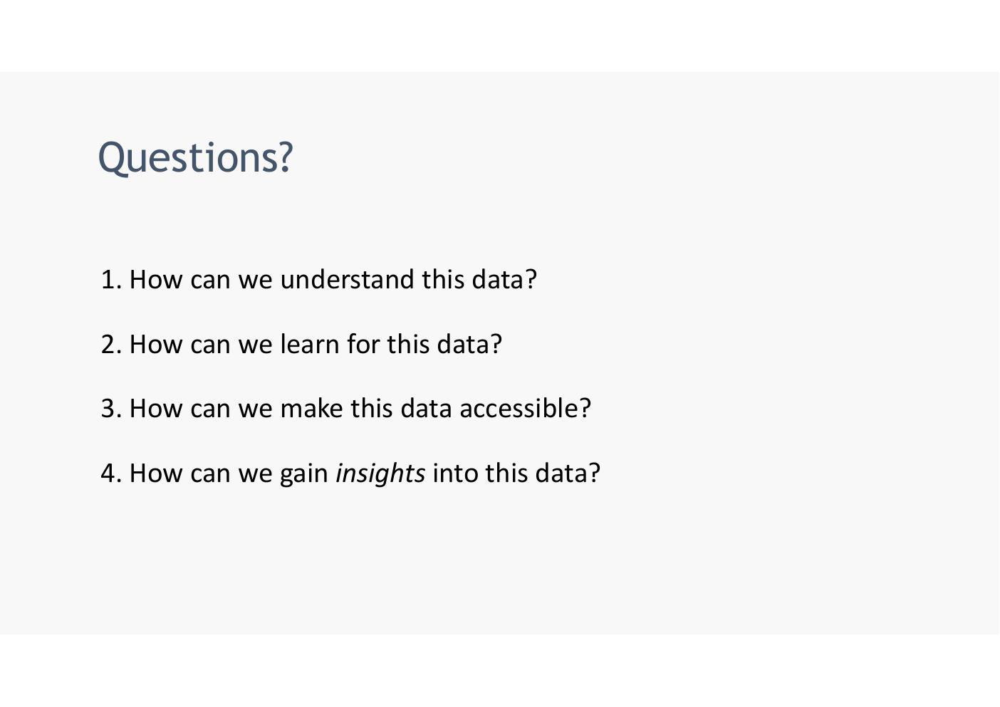 Questions?
1. How can we understand this data?
2. How can we learn for this data?
3. How can we make this data accessible?
4. How can we gain insights into this data?